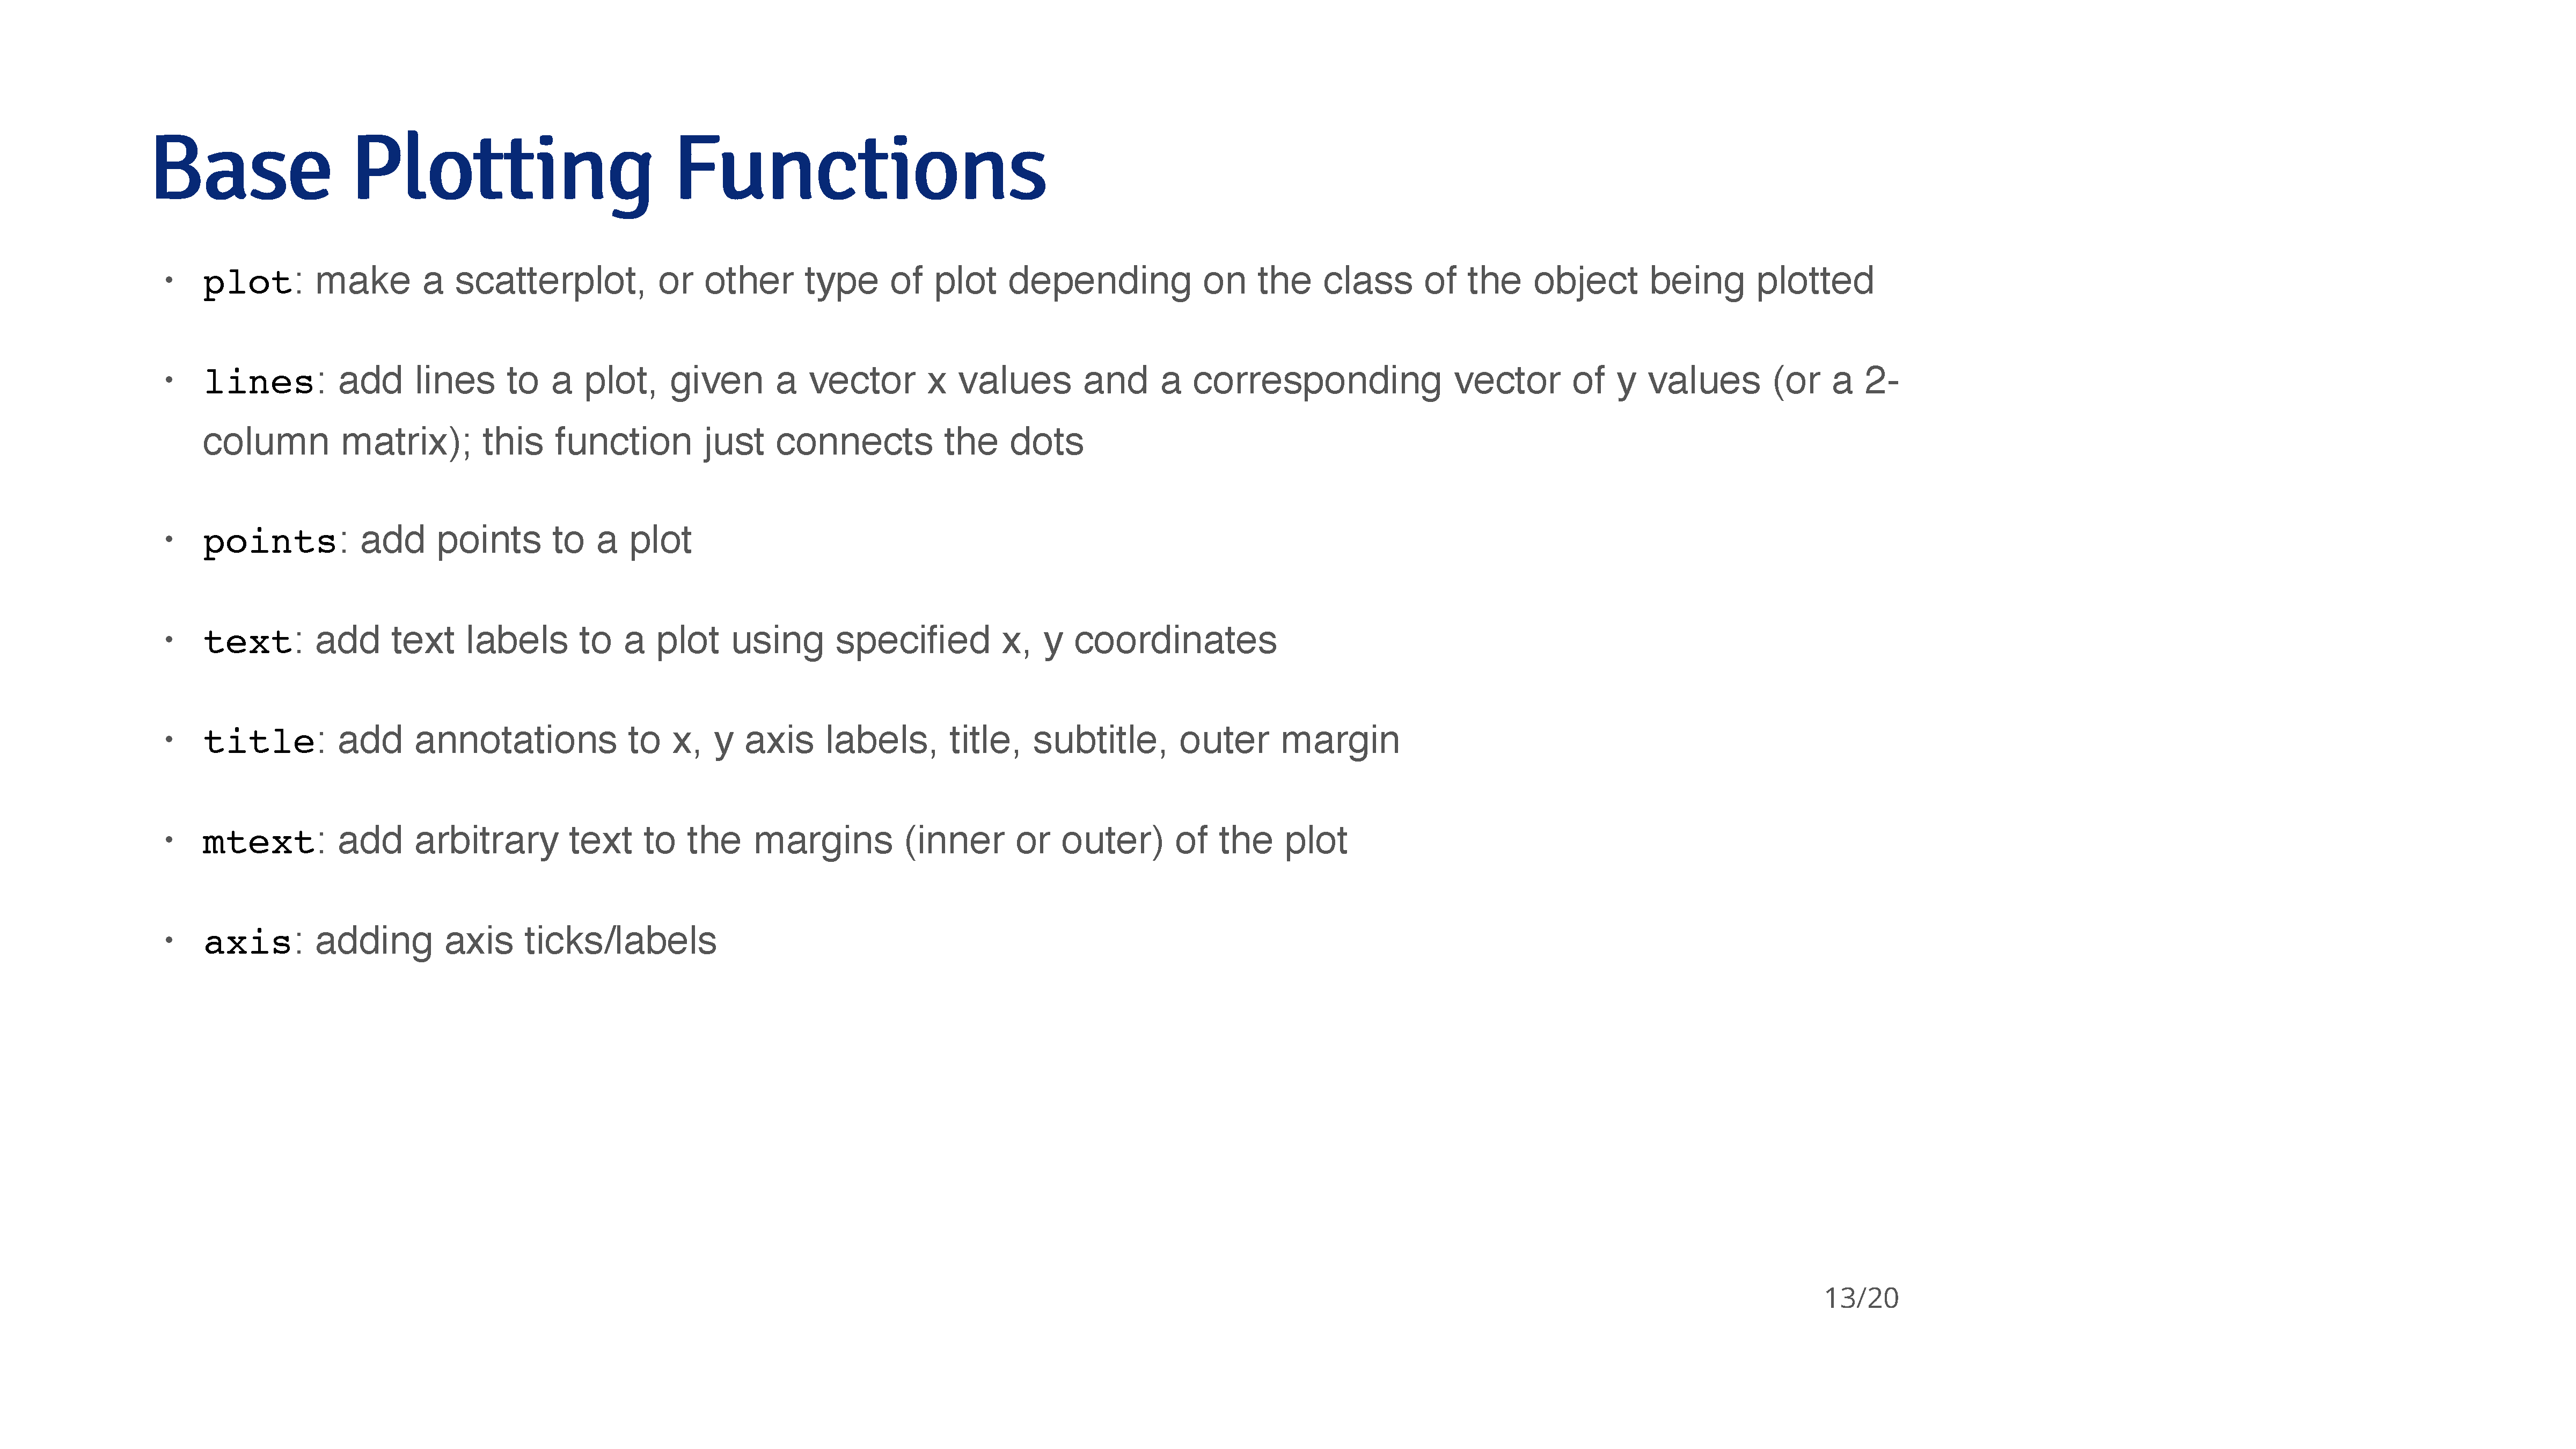 Base Plotting Functions
• plot: make a scatterplot, or other type of plot depending on the class of the object being plotted
• lines: add lines to a plot, given a vector x values and a corresponding vector of y values (or a 2-
column matrix); this function just connects the dots
• points: add points to a plot
• text: add text labels to a plot using specified x, y coordinates
• title: add annotations to x, y axis labels, title, subtitle, outer margin
• mtext: add arbitrary text to the margins (inner or outer) of the plot
• axis: adding axis ticks/labels
13/20